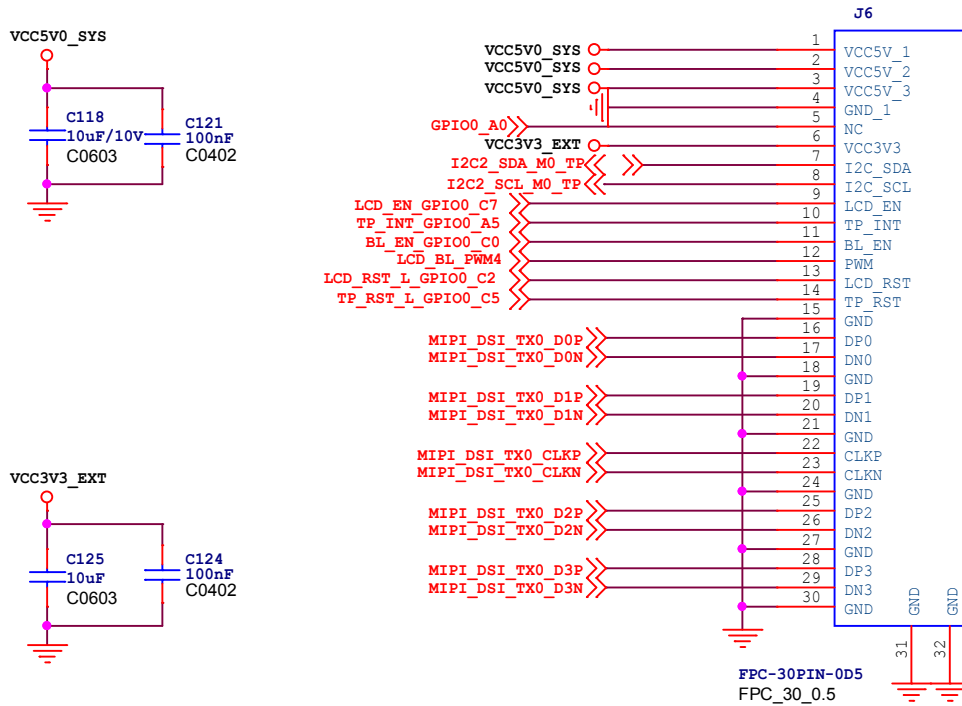 J6
VCC5V0_SYS
C118
10uF/10V
C0603
C121
100nF
C0402
VCC3V3_EXT
C125
10uF
C0603
C124
100nF
C0402
VCC5V0_SYS 1 VCC5V_1
VCC5V0_SYS 2 VCC5V_2
VCC5V0_SYS 3 VCC5V_3
4 GND_1
GPIO0_A0 5 NC
VCC3V3_EXT 6 VCC3V3
I2C2_SDA_M0_TP 7 I2C_SDA
I2C2_SCL_M0_TP 8 I2C_SCL
LCD_EN_GPIO0_C7 9 LCD_EN
TP_INT_GPIO0_A5 10 TP_INT
BL_EN_GPIO0_C0 11 BL_EN
LCD_BL_PWM4 12 PWM
LCD_RST_L_GPIO0_C2 13 LCD_RST
TP_RST_L_GPIO0_C5 14 TP_RST
15 GND
MIPI_DSI_TX0_D0P 16 DP0
MIPI_DSI_TX0_D0N 17 DN0
18 GND
MIPI_DSI_TX0_D1P 19 DP1
MIPI_DSI_TX0_D1N 20 DN1
21 GND
MIPI_DSI_TX0_CLKP 22 CLKP
MIPI_DSI_TX0_CLKN 23 CLKN
24 GND
MIPI_DSI_TX0_D2P 25 DP2
MIPI_DSI_TX0_D2N 26 DN2
27 GND
MIPI_DSI_TX0_D3P 28 DP3
MIPI_DSI_TX0_D3N 29 DN3
30 GND
GND 31
GND 32
FPC-30PIN-0D5
FPC_30_0.5